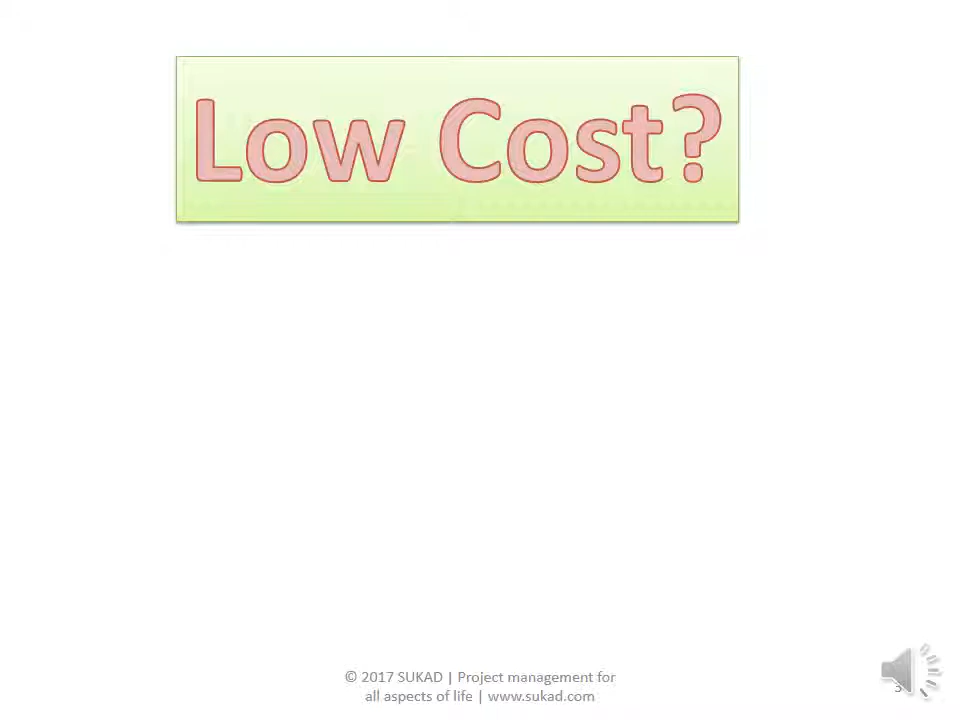 Low Cost?
© 2017 SUKAD | Project management for
all aspects of life | www.sukad.com